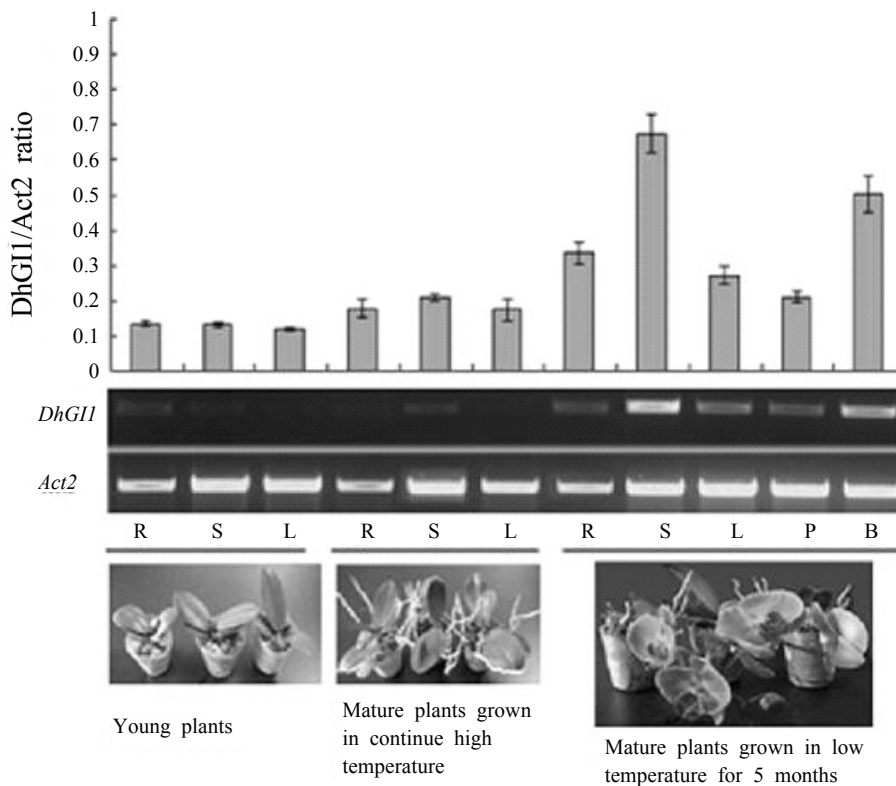 DhGI1/Act2 ratio
1
0.9
0.8
0.7
0.6
0.5
0.4
0.3
0.2
0.1
0
DhGI1
Act2
R S L R S L R S L P B
Young plants
Mature plants grown
in continue high
temperature
Mature plants grown in low
temperature for 5 months